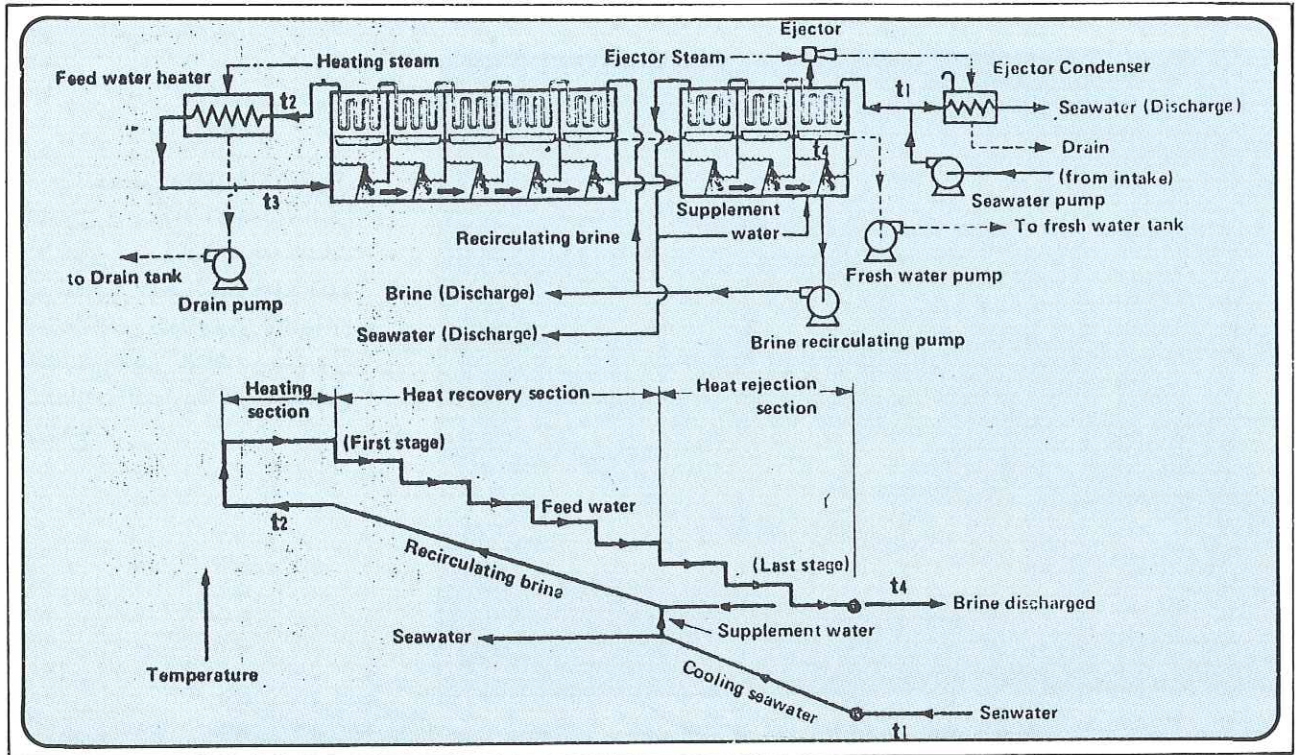 Ejector
Heating steam
Ejector Steam
Feed water heater
Ejector Condenser
t2
t1
Seawater (Discharge)
t4
Drain
(from intake)
Seawater pump
t3
Supplement
water
To fresh water tank
Recirculating brine
Fresh water pump
to Drain tank
Drain pump
Brine (Discharge)
Seawater (Discharge)
Brine recirculating pump
Heating
section
Heat recovery section
Heat rejection
section
(First stage)
Feed water
t2
Recirculating brine
(Last stage)
t4
Brine discharged
Supplement water
Seawater
Temperature
Cooling seawater
Seawater
t1